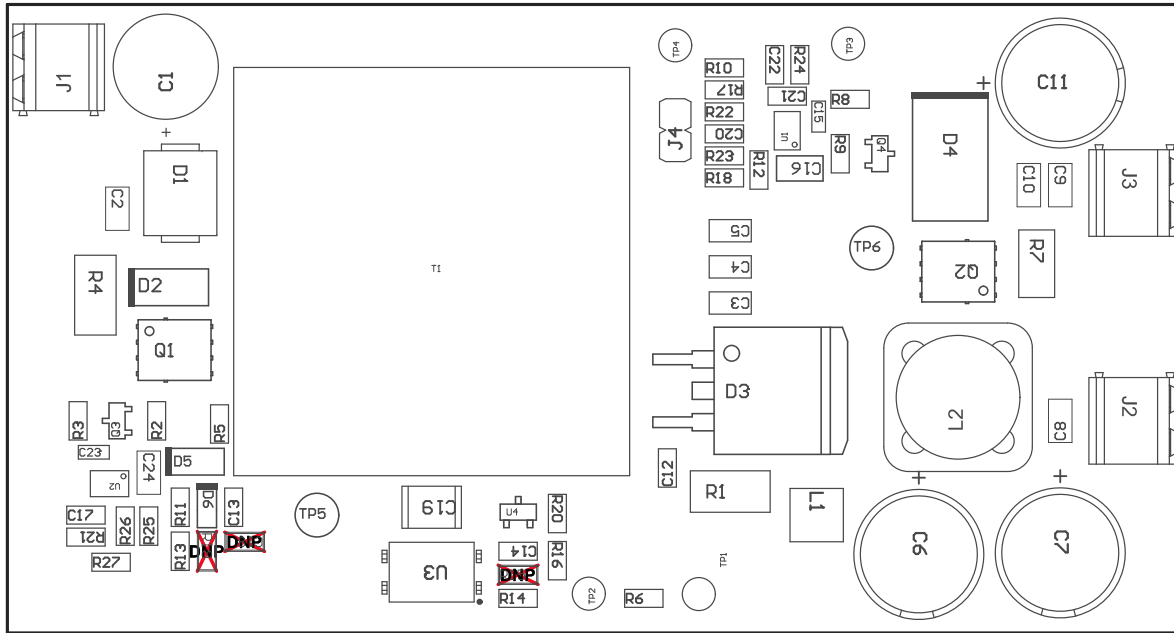 J1
C1
+
TP4
TP3
C11
+
R10
R17
R22
C20
R23
R18
C22
R24
C21
R8
C15
U1
J4
R12
C16
R9
Q4
D4
D1
C2
C10
C9
J3
C5
C4
C3
TP6
Q2
R7
R4
D2
T1
Q1
D3
L2
J2
C8
R3
Q3
R2
R5
C23
C24
D5
U2
C12
R1
L1
+
+
C17
R21
R26
R25
R11
D6
C13
R13
DNP
DNP
R27
TP5
C19
U4
R20
C14
R19
DNP
R14
U3
TP2
R6
TP1
C6
C7